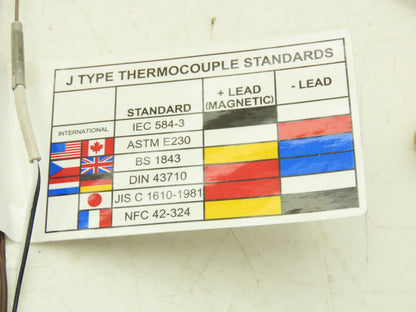 J TYPE THERMOCOUPLE STANDARDS
STANDARD + LEAD (MAGNETIC) - LEAD
INTERNATIONAL IEC 584-3
ASTM E230
BS 1843
DIN 43710
JIS C 1610-1981
NFC 42-324